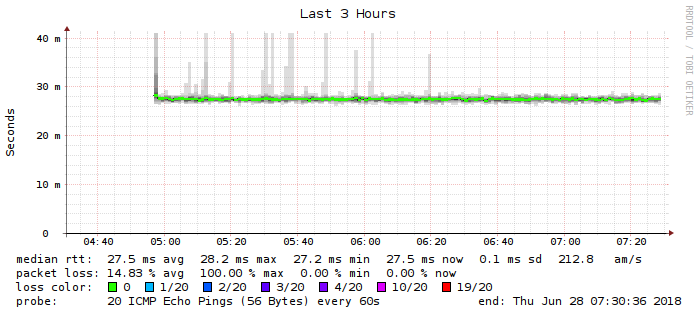 Last 3 Hours
RRDTOOL / TOBI OETIKER
Seconds
40 m
30 m
20 m
10 m
0
04:40 05:00 05:20 05:40 06:00 06:20 06:40 07:00 07:20
median rtt: 27.5 ms avg 28.2 ms max 27.2 ms min 27.5 ms now 0.1 ms sd 212.8 am/s
packet loss: 14.83 % avg 100.00 % max 0.00 % min 0.00 % now
loss color: 0 1/20 2/20 3/20 4/20 10/20 19/20
probe: 20 ICMP Echo Pings (56 Bytes) every 60s end: Thu Jun 28 07:30:36 2018